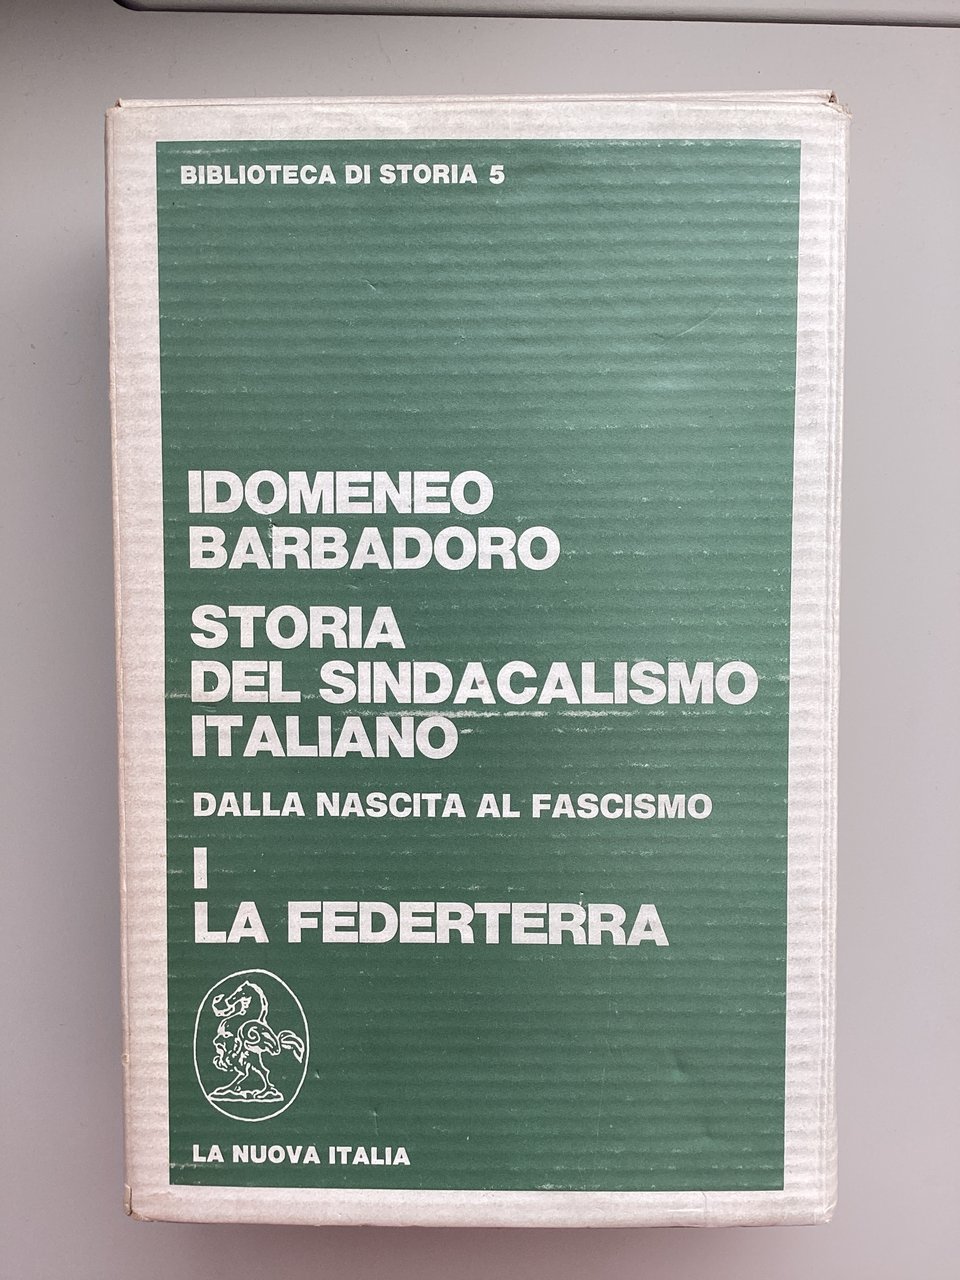 BIBLIOTECA DI STORIA 5
IDOMENEO
BARBADORO
STORIA
DEL SINDACALISMO
ITALIANO
DALLA NASCITA AL FASCISMO
I
LA FEDERTERRA
LA NUOVA ITALIA